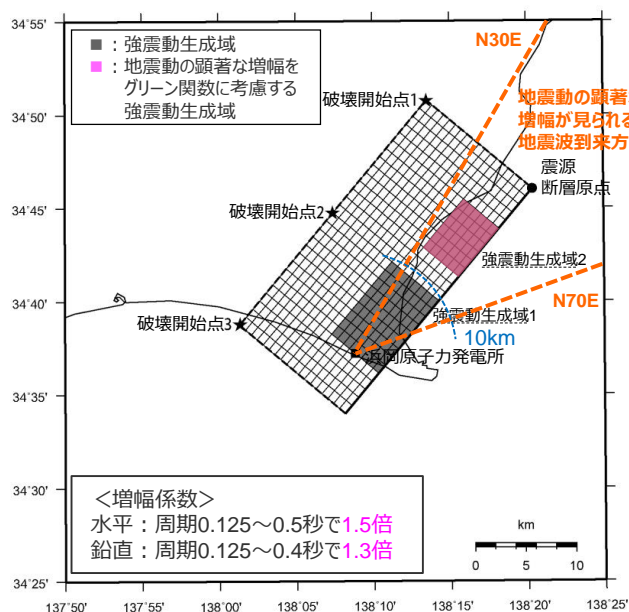 34°55'
34°50'
34°45'
34°40'
34°35'
34°30'
34°25'
■：強震動生成域
■：地震動の顕著な増幅を
グリーン関数に考慮する
強震動生成域
N30E
地震動の顕著
増幅が見られる
地震波到来方
破壊開始点1
震源
断層原点
破壊開始点2
強震動生成域2
N70E
強震動生成域1
10km
破壊開始点3
浜岡原子力発電所
＜増幅係数＞
水平：周期0.125～0.5秒で1.5倍
鉛直：周期0.125～0.4秒で1.3倍
km
0 5 10
137°50' 138°00' 138°10' 138°20' 138°25'